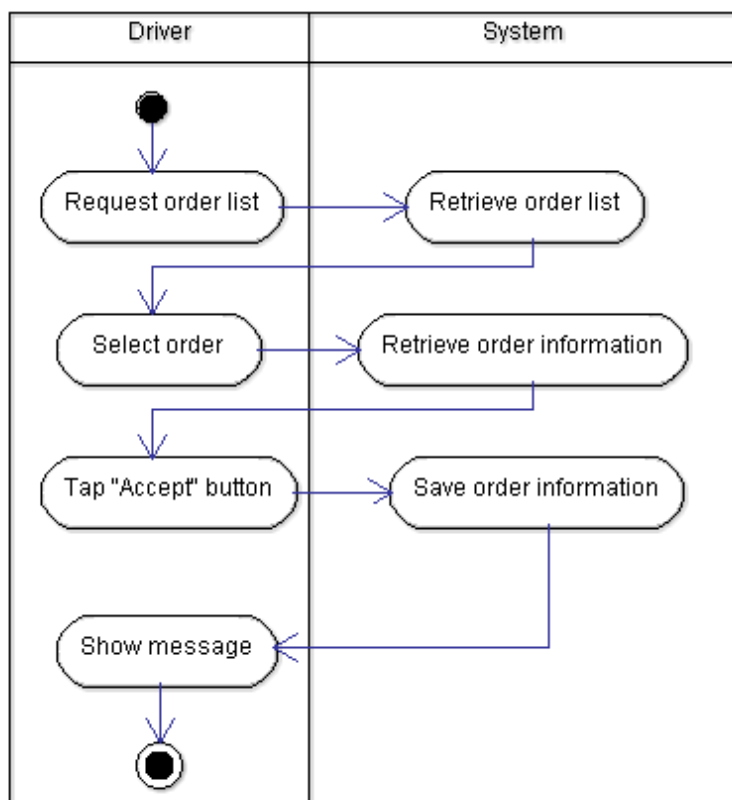 Driver
System
Request order list
Retrieve order list
Select order
Retrieve order information
Tap "Accept" button
Save order information
Show message